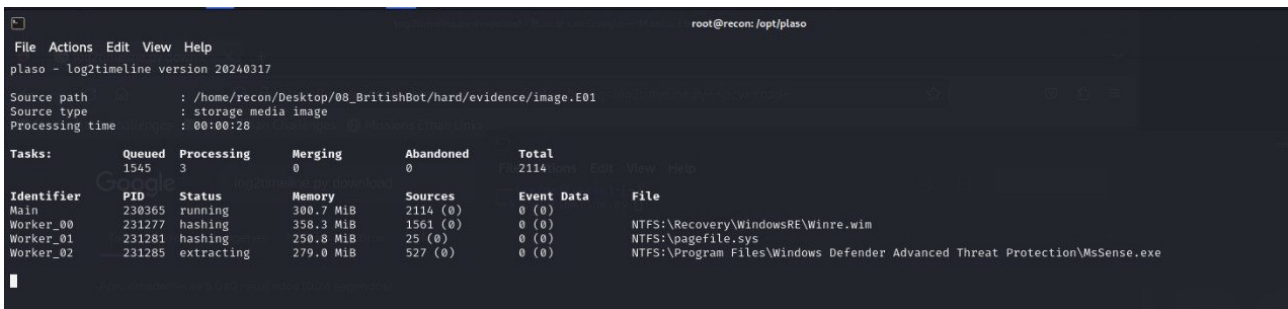 root@recon: /opt/plaso
File Actions Edit View Help
plaso - log2timeline version 20240317
Source path : /home/recon/Desktop/08_BritishBot/hard/evidence/image.E01
Source type : storage media image
Processing time : 00:00:28
Tasks: Queued Processing Merging Abandoned Total
1545 3 0 0 2114
Identifier PID Status Memory Sources Event Data File
Main 230365 running 300.7 MiB 2114 (0) 0 (0)
Worker_00 231277 hashing 358.3 MiB 1561 (0) 0 (0) NTFS:\Recovery\WindowsRE\Winre.wim
Worker_01 231281 hashing 250.8 MiB 25 (0) 0 (0) NTFS:\pagefile.sys
Worker_02 231285 extracting 279.0 MiB 527 (0) 0 (0) NTFS:\Program Files\Windows Defender Advanced Threat Protection\MsSense.exe